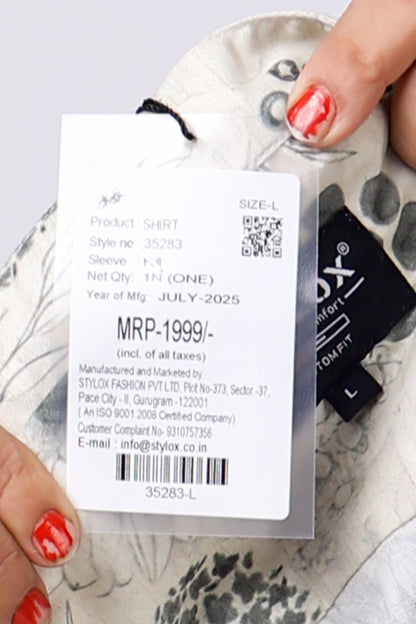 SIZE-L
Product: SHIRT
Style no 35283
Sleeve:
Net Qty: 1N (ONE)
Year of Mfg: JULY-2025
MRP-1999/-
(incl. of all taxes)
Manufactured and Marketed by
STYLOX FASHION PVT LTD, Plot No-373, Sector -37,
Pace City - II, Gurugram -122001
( An ISO 9001 2008 Certified Company)
Customer Complaint No- 9310757356
E-mail : info@stylox.co.in
35283-L
OX®
mfort
TOM FIT
L